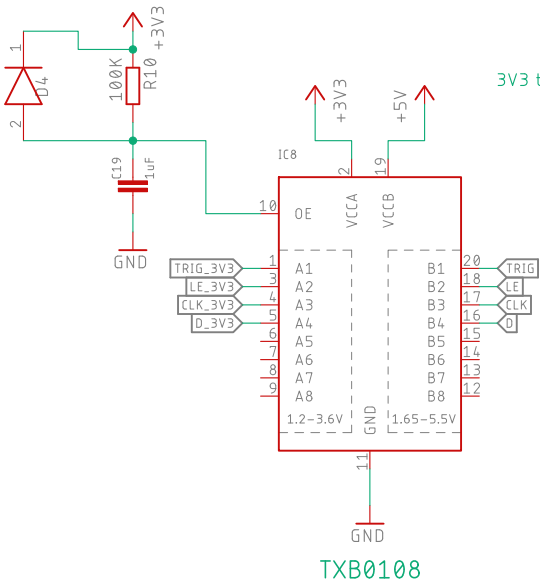 +3V3
1
D4
2
100K
R10
C19
1uF
GND
3V3 t
+3V3
+5V
IC8
2
19
VCCA
VCCB
10
OE
TRIG_3V3
1
A1
B1
20
TRIG
LE_3V3
3
A2
B2
18
LE
CLK_3V3
4
A3
B3
17
CLK
D_3V3
5
A4
B4
16
D
6
A5
B5
15
7
A6
B6
14
8
A7
B7
13
9
A8
B8
12
1.2-3.6V
GND
1.65-5.5V
11
GND
TXB0108